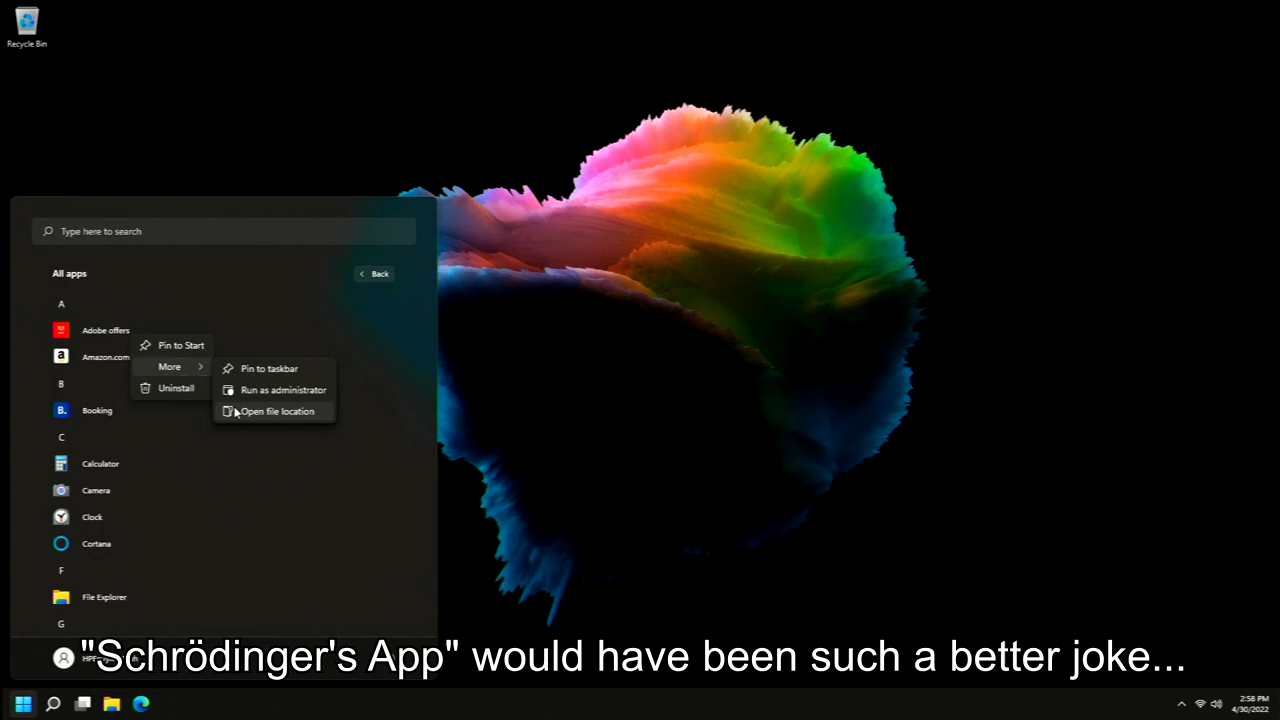 Recycle Bin
Type here to search
All apps
Back
A
Adobe offers
Pin to Start
Amazon.com
More
Pin to taskbar
B
Uninstall
Run as administrator
Booking
Open file location
C
Calculator
Camera
Clock
Cortana
F
File Explorer
G
"Schrödinger's App" would have been such a better joke...
2:58 PM
4/30/2022